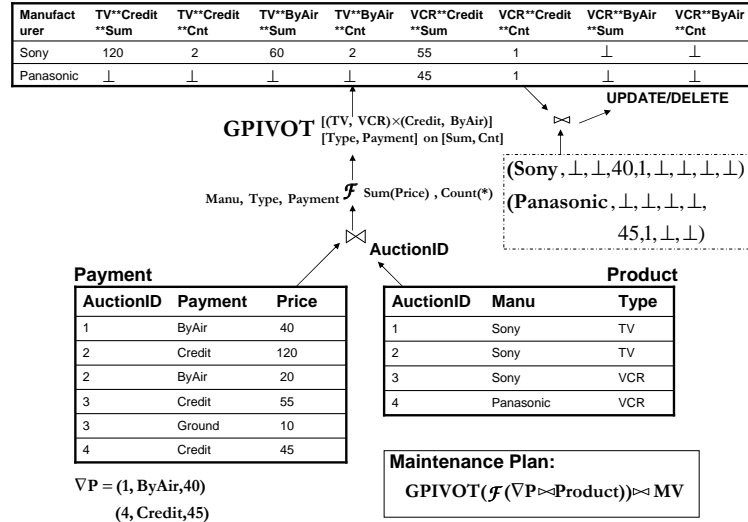 Manufacturer TV**Credit**Sum TV**Credit**Cnt TV**ByAir**Sum TV**ByAir**Cnt VCR**Credit**Sum VCR**Credit**Cnt VCR**ByAir**Sum VCR**ByAir**Cnt
Sony 120 2 60 2 55 1 ⊥ ⊥
Panasonic ⊥ ⊥ ⊥ ⊥ 45 1 ⊥ ⊥
UPDATE/DELETE
GPIVOT [(TV, VCR)×(Credit, ByAir)]
[Type, Payment] on [Sum, Cnt]
⋈
(Sony, ⊥, ⊥, 40,1, ⊥, ⊥, ⊥, ⊥)
(Panasonic, ⊥, ⊥, ⊥, ⊥,
45,1, ⊥, ⊥)
Manu, Type, Payment ℱ Sum(Price) , Count(*)
⋈ AuctionID
Payment
AuctionID Payment Price
1 ByAir 40
2 Credit 120
2 ByAir 20
3 Credit 55
3 Ground 10
4 Credit 45
Product
AuctionID Manu Type
1 Sony TV
2 Sony TV
3 Sony VCR
4 Panasonic VCR
∇P = (1, ByAir,40)
(4, Credit,45)
Maintenance Plan:
GPIVOT(ℱ(∇P⋈Product))⋈ MV